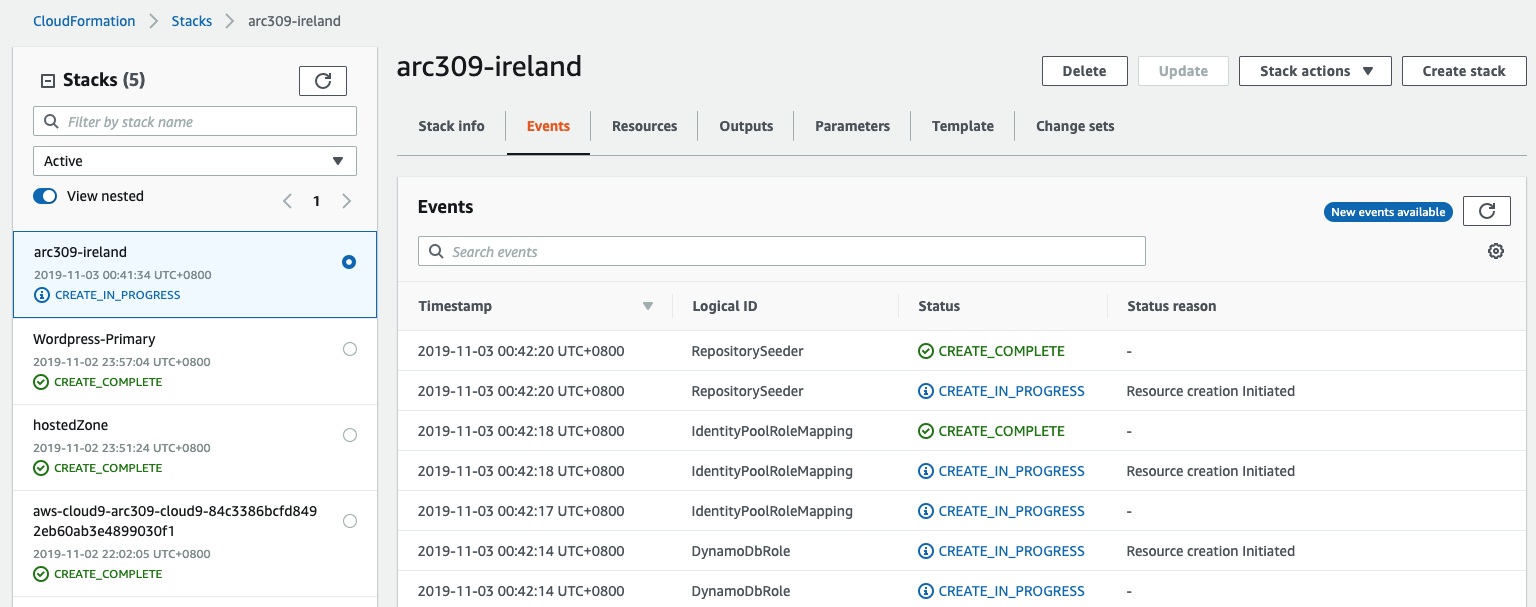 CloudFormation > Stacks > arc309-ireland
Stacks (5)
Filter by stack name
Active
View nested
1
arc309-ireland
2019-11-03 00:41:34 UTC+0800
CREATE_IN_PROGRESS
Wordpress-Primary
2019-11-02 23:57:04 UTC+0800
CREATE_COMPLETE
hostedZone
2019-11-02 23:51:24 UTC+0800
CREATE_COMPLETE
aws-cloud9-arc309-cloud9-84c3386bcfd849
2eb60ab3e4899030f1
2019-11-02 22:02:05 UTC+0800
CREATE_COMPLETE
arc309-ireland
Delete Update Stack actions Create stack
Stack info Events Resources Outputs Parameters Template Change sets
Events
New events available
Search events
Timestamp Logical ID Status Status reason
2019-11-03 00:42:20 UTC+0800 RepositorySeeder CREATE_COMPLETE -
2019-11-03 00:42:20 UTC+0800 RepositorySeeder CREATE_IN_PROGRESS Resource creation Initiated
2019-11-03 00:42:18 UTC+0800 IdentityPoolRoleMapping CREATE_COMPLETE -
2019-11-03 00:42:18 UTC+0800 IdentityPoolRoleMapping CREATE_IN_PROGRESS Resource creation Initiated
2019-11-03 00:42:17 UTC+0800 IdentityPoolRoleMapping CREATE_IN_PROGRESS -
2019-11-03 00:42:14 UTC+0800 DynamoDbRole CREATE_IN_PROGRESS Resource creation Initiated
2019-11-03 00:42:14 UTC+0800 DynamoDbRole CREATE_IN_PROGRESS -